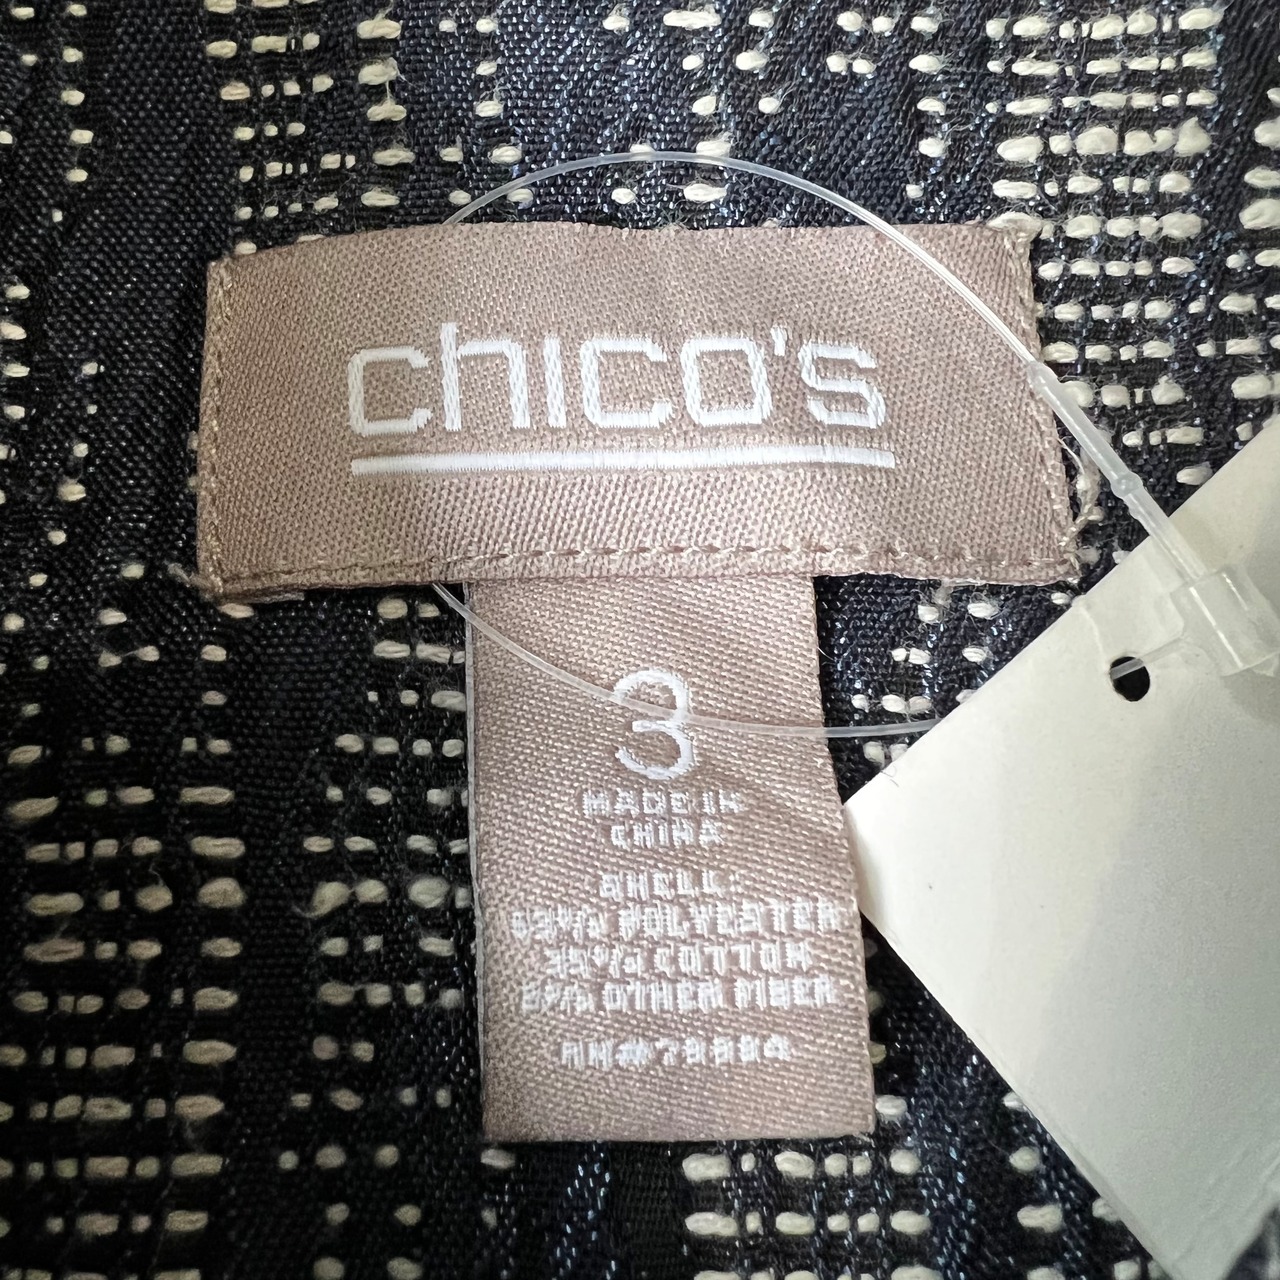 chico's
3
MADE IN
CHINA
SHELL:
POLYESTER
COTTON
OTHER FIBER